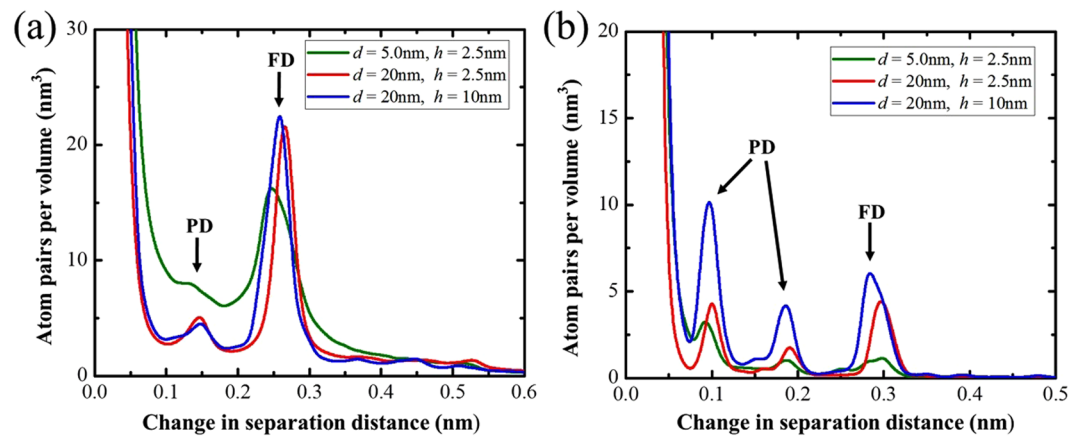 (a)
30
20
10
0
Atom pairs per volume (nm³)
d = 5.0nm, h = 2.5nm
d = 20nm, h = 2.5nm
d = 20nm, h = 10nm
FD
PD
0.0 0.1 0.2 0.3 0.4 0.5 0.6
Change in separation distance (nm)
(b)
20
15
10
5
0
Atom pairs per volume (nm³)
d = 5.0nm, h = 2.5nm
d = 20nm, h = 2.5nm
d = 20nm, h = 10nm
PD
FD
0.0 0.1 0.2 0.3 0.4 0.5
Change in separation distance (nm)